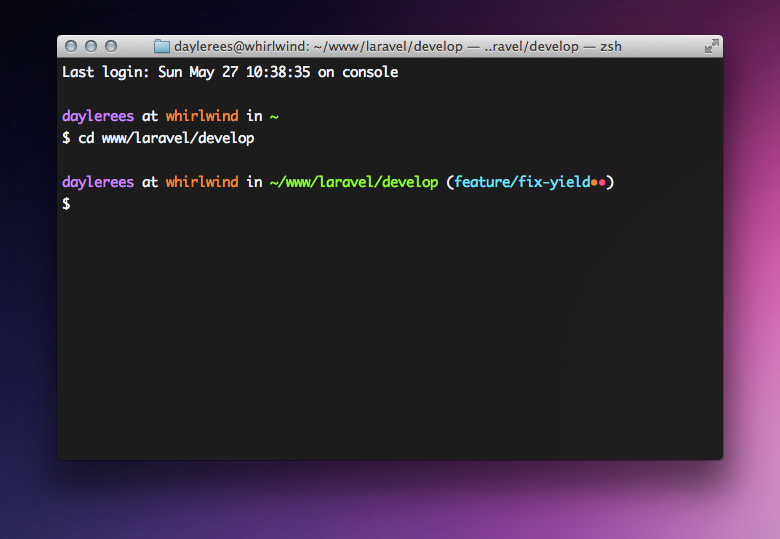 daylerees@whirlwind: ~/www/laravel/develop — ..ravel/develop — zsh
Last login: Sun May 27 10:38:35 on console
daylerees at whirlwind in ~
$ cd www/laravel/develop
daylerees at whirlwind in ~/www/laravel/develop (feature/fix-yield●●)
$